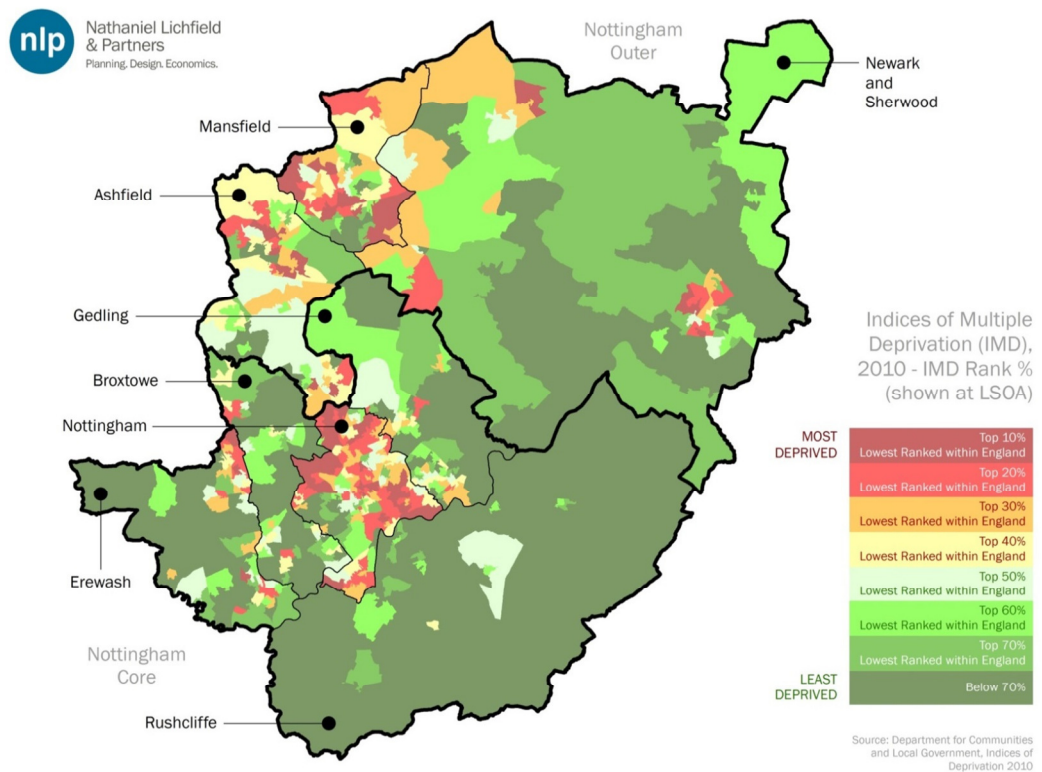 nlp
Nathaniel Lichfield
& Partners
Planning. Design. Economics.
Nottingham
Outer
Newark
and
Sherwood
Mansfield
Ashfield
Gedling
Broxtowe
Nottingham
Erewash
Nottingham
Core
Rushcliffe
Indices of Multiple
Deprivation (IMD),
2010 - IMD Rank %
(shown at LSOA)
MOST
DEPRIVED
Top 10%
Lowest Ranked within England
Top 20%
Lowest Ranked within England
Top 30%
Lowest Ranked within England
Top 40%
Lowest Ranked within England
Top 50%
Lowest Ranked within England
Top 60%
Lowest Ranked within England
Top 70%
Lowest Ranked within England
LEAST
DEPRIVED
Below 70%
Source: Department for Communities
and Local Government, Indices of
Deprivation 2010